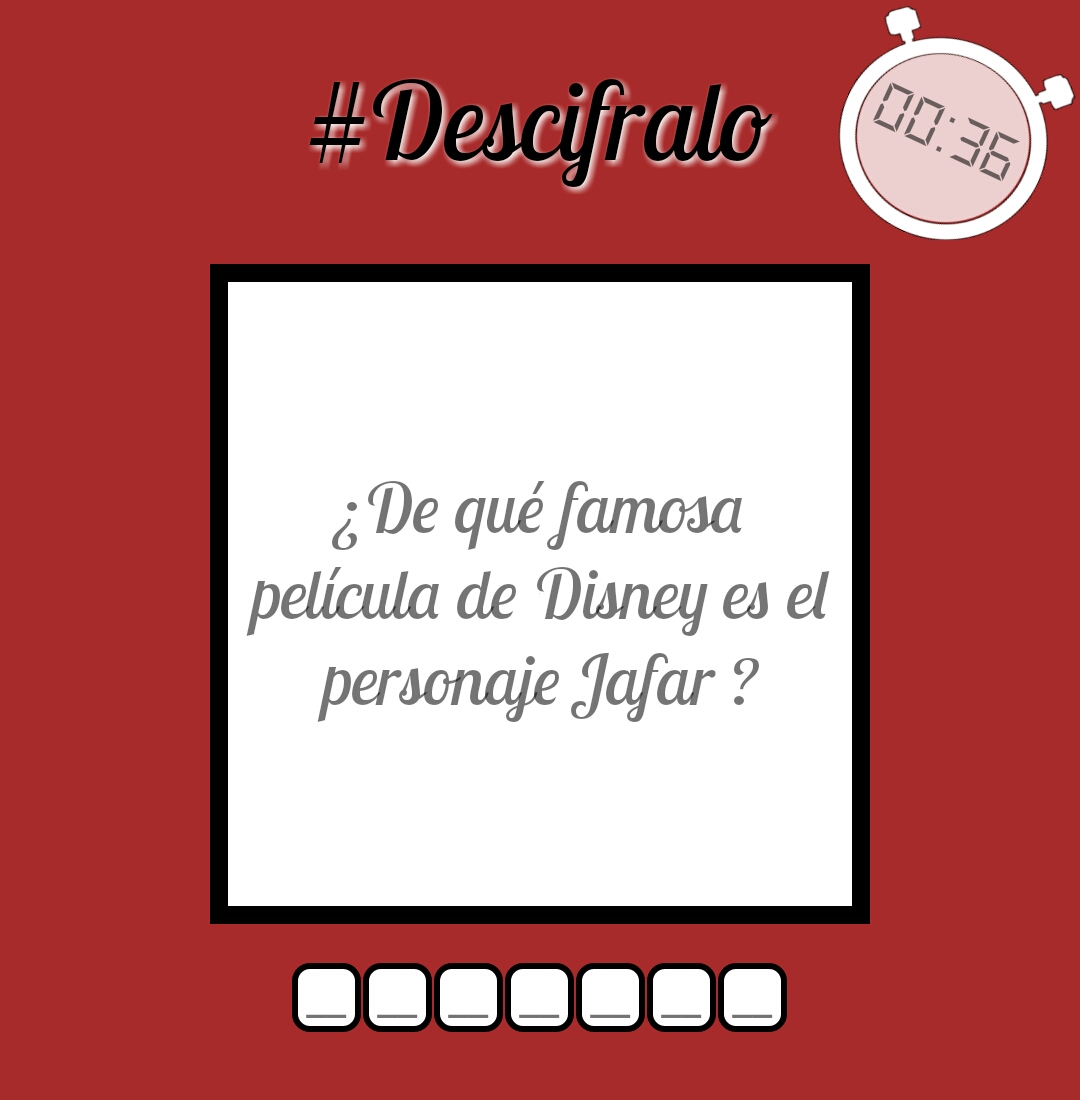 #Descifralo
00:36
¿De qué famosa
película de Disney es el
personaje Jafar ?
_ _ _ _ _ _ _